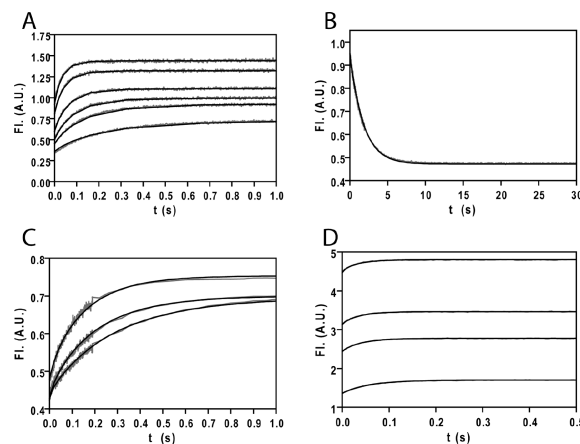 A
Fl. (A.U.)
1.75
1.50
1.25
1.00
0.75
0.50
0.25
0.00
0.0 0.1 0.2 0.3 0.4 0.5 0.6 0.7 0.8 0.9 1.0
t (s)
B
Fl. (A.U.)
1.0
0.9
0.8
0.7
0.6
0.5
0.4
0 5 10 15 20 25 30
t (s)
C
Fl. (A.U.)
0.8
0.7
0.6
0.5
0.4
0.0 0.1 0.2 0.3 0.4 0.5 0.6 0.7 0.8 0.9 1.0
t (s)
D
Fl. (A.U.)
5
4
3
2
1
0.0 0.1 0.2 0.3 0.4 0.5
t (s)